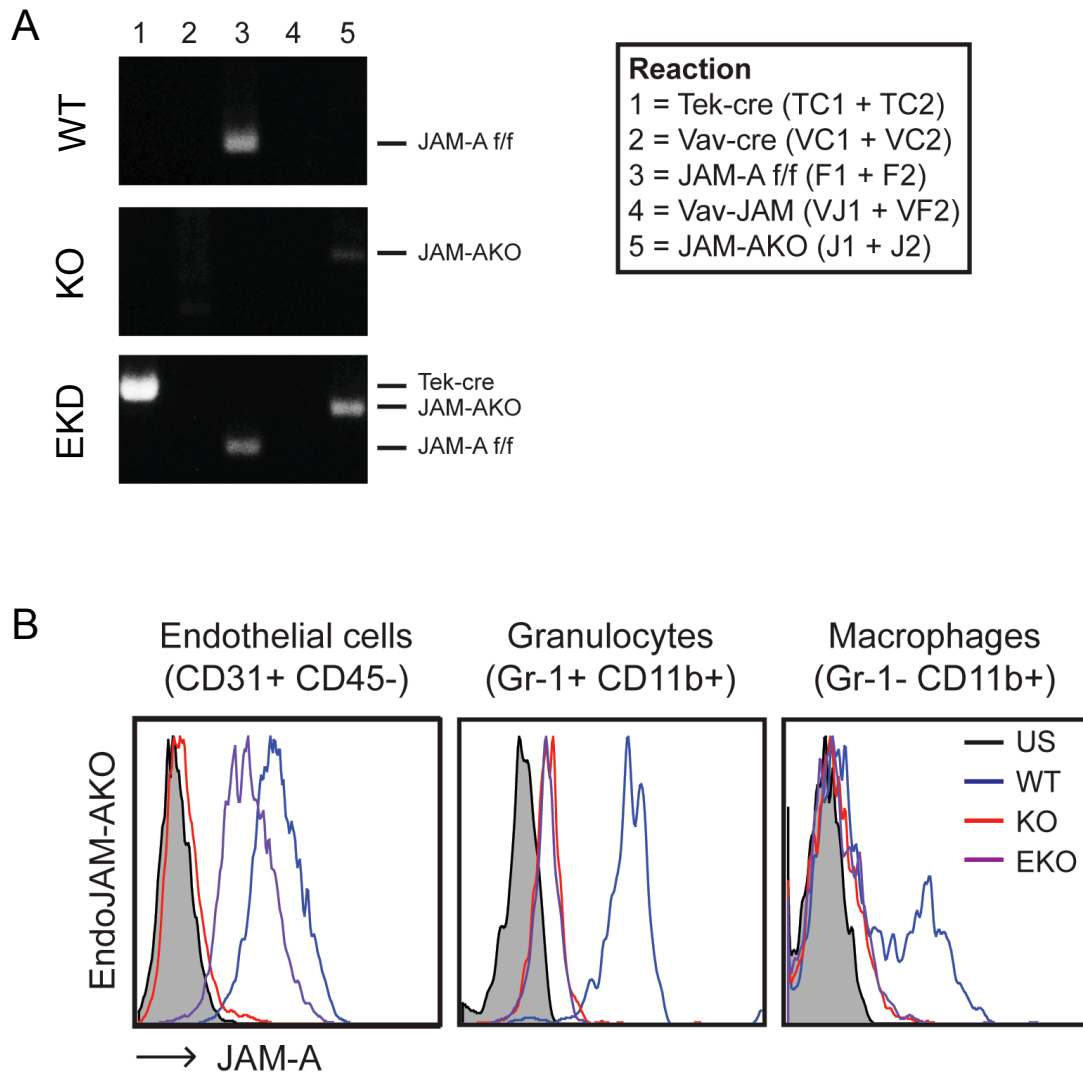 A
1 2 3 4 5
WT
JAM-A f/f
KO
JAM-AKO
EKD
Tek-cre
JAM-AKO
JAM-A f/f
Reaction
1 = Tek-cre (TC1 + TC2)
2 = Vav-cre (VC1 + VC2)
3 = JAM-A f/f (F1 + F2)
4 = Vav-JAM (VJ1 + VF2)
5 = JAM-AKO (J1 + J2)
B
Endothelial cells
(CD31+ CD45-)
Granulocytes
(Gr-1+ CD11b+)
Macrophages
(Gr-1- CD11b+)
EndoJAM-AKO
US
WT
KO
EKO
JAM-A